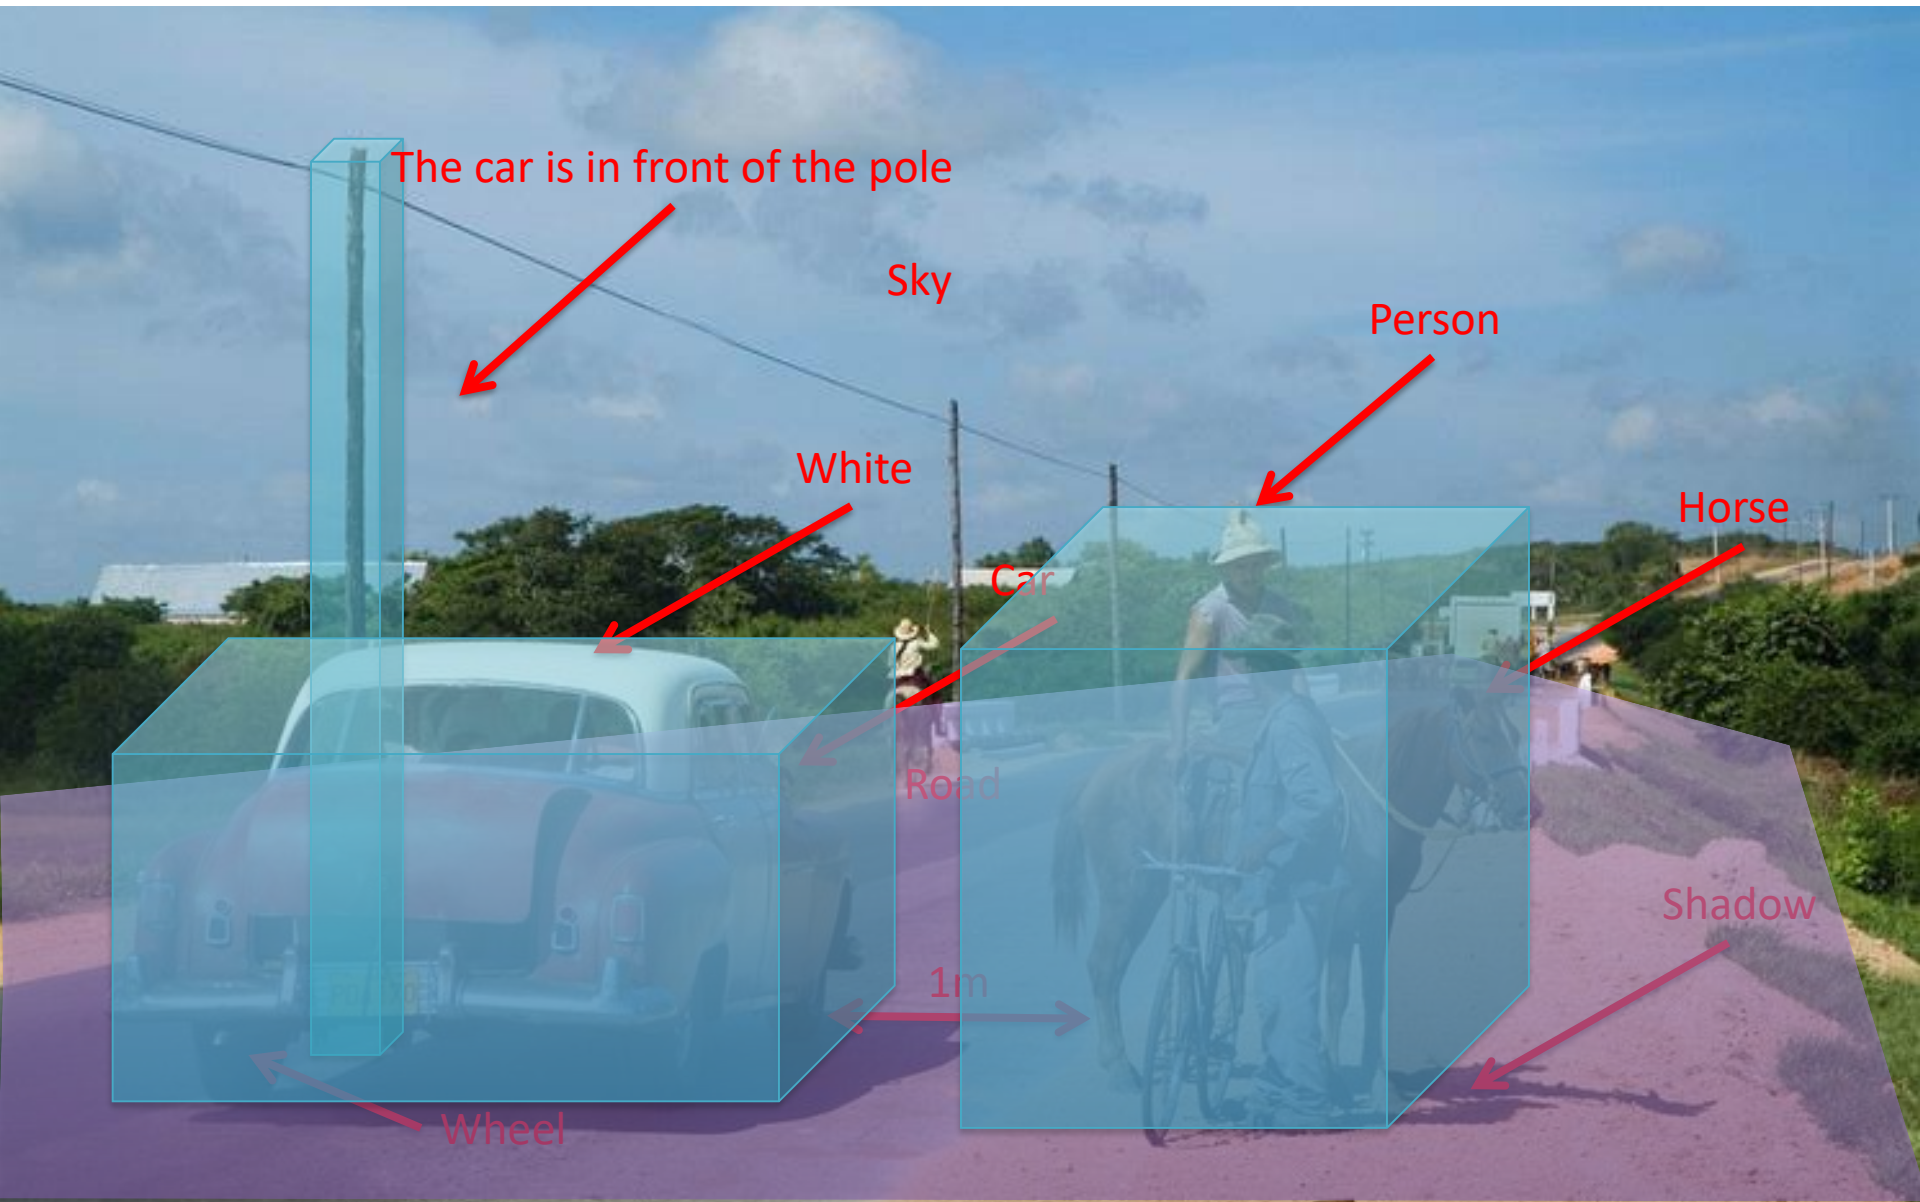 The car is in front of the pole
Sky
Person
White
Horse
Car
Road
Shadow
1m
Wheel